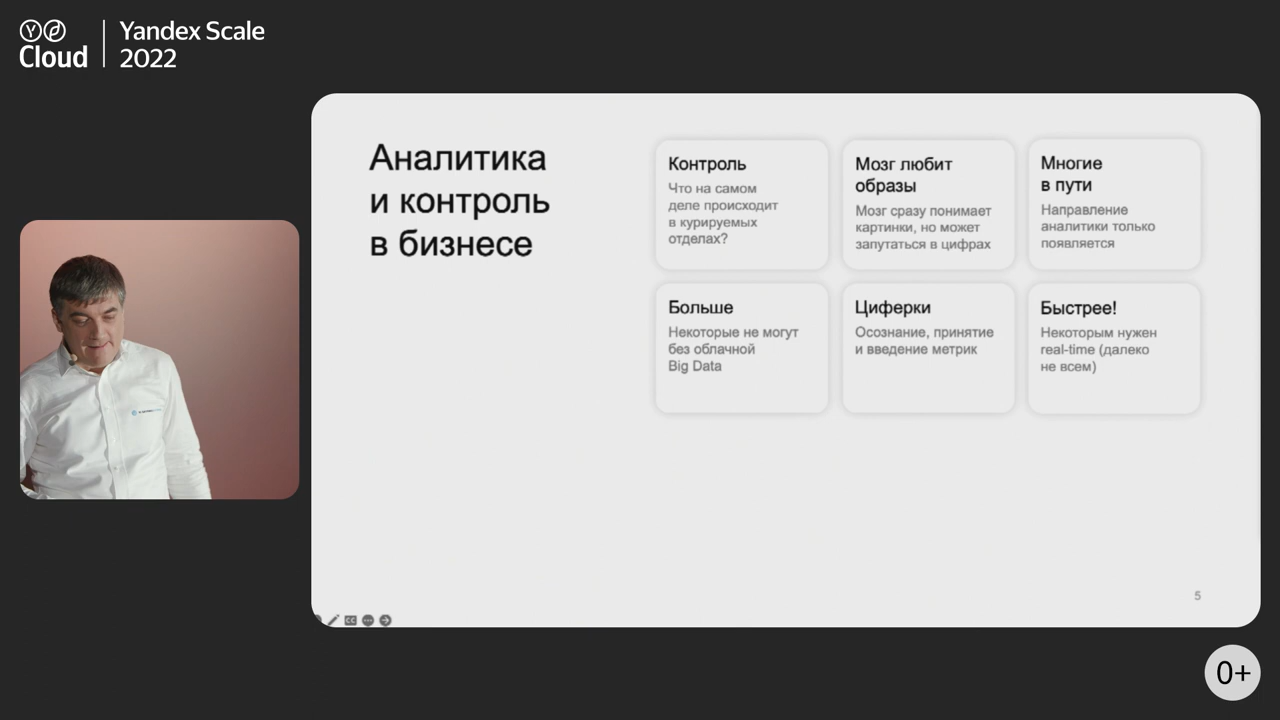 Cloud
Yandex Scale
2022
Аналитика
и контроль
в бизнесе
Контроль
Что на самом
деле происходит
в курируемых
отделах?
Мозг любит
образы
Мозг сразу понимает
картинки, но может
запутаться в цифрах
Многие
в пути
Направление
аналитики только
появляется
Больше
Некоторые не могут
без облачной
Big Data
Циферки
Осознание, принятие
и введение метрик
Быстрее!
Некоторым нужен
real-time (далеко
не всем)
5
0+